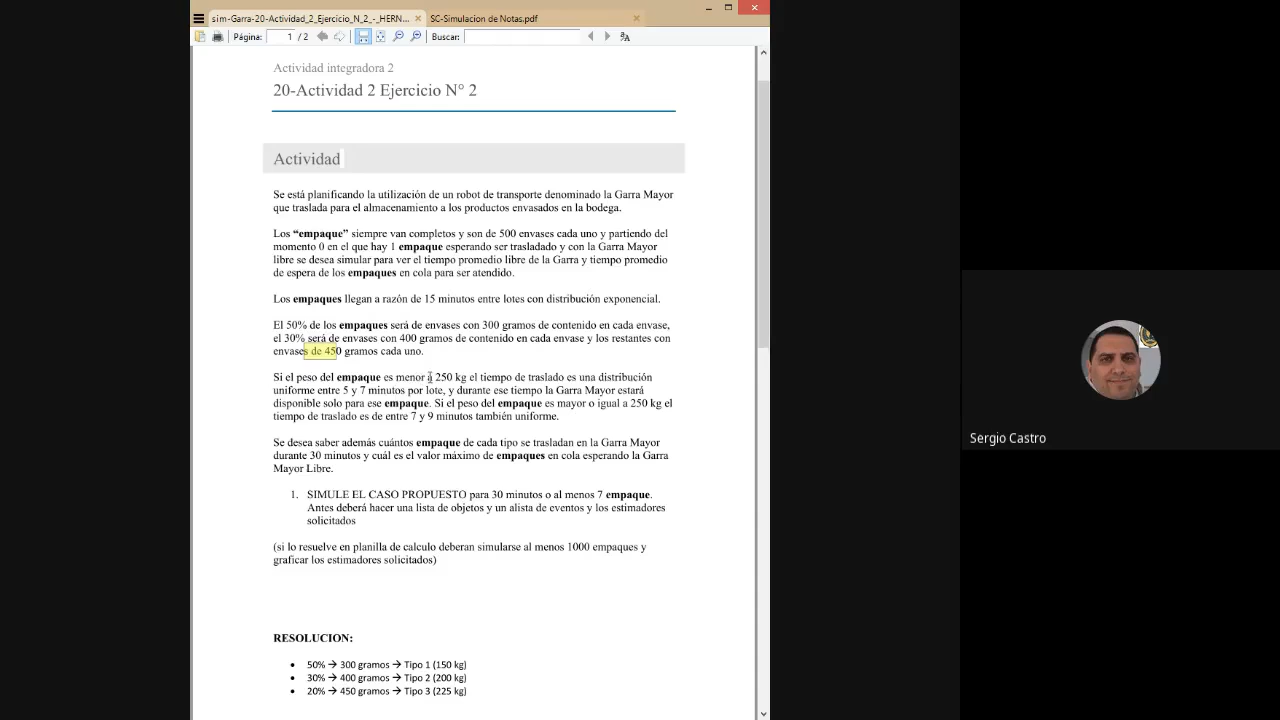 sim-Garra-20-Actividad_2_Ejercicio_N_2_-_HERN...
SC-Simulacion de Notas.pdf
Página:
1 / 2
Buscar:
Actividad integradora 2
20-Actividad 2 Ejercicio N° 2
Actividad
Se está planificando la utilización de un robot de transporte denominado la Garra Mayor
que traslada para el almacenamiento a los productos envasados en la bodega.
Los “empaque” siempre van completos y son de 500 envases cada uno y partiendo del
momento 0 en el que hay 1 empaque esperando ser trasladado y con la Garra Mayor
libre se desea simular para ver el tiempo promedio libre de la Garra y tiempo promedio
de espera de los empaques en cola para ser atendido.
Los empaques llegan a razón de 15 minutos entre lotes con distribución exponencial.
El 50% de los empaques será de envases con 300 gramos de contenido en cada envase,
el 30% será de envases con 400 gramos de contenido en cada envase y los restantes con
envases de 450 gramos cada uno.
Si el peso del empaque es menor a 250 kg el tiempo de traslado es una distribución
uniforme entre 5 y 7 minutos por lote, y durante ese tiempo la Garra Mayor estará
disponible solo para ese empaque. Si el peso del empaque es mayor o igual a 250 kg el
tiempo de traslado es de entre 7 y 9 minutos también uniforme.
Se desea saber además cuántos empaque de cada tipo se trasladan en la Garra Mayor
durante 30 minutos y cuál es el valor máximo de empaques en cola esperando la Garra
Mayor Libre.
1. SIMULE EL CASO PROPUESTO para 30 minutos o al menos 7 empaque.
Antes deberá hacer una lista de objetos y un alista de eventos y los estimadores
solicitados
(si lo resuelve en planilla de calculo deberan simularse al menos 1000 empaques y
graficar los estimadores solicitados)
RESOLUCION:
• 50% → 300 gramos → Tipo 1 (150 kg)
• 30% → 400 gramos → Tipo 2 (200 kg)
• 20% → 450 gramos → Tipo 3 (225 kg)
Sergio Castro